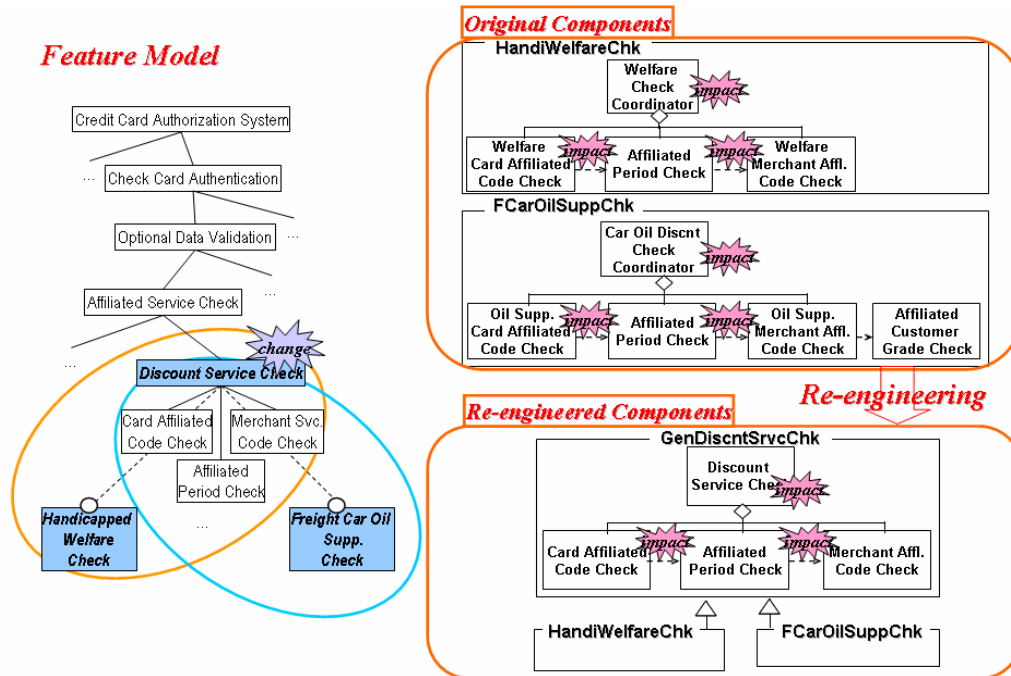 Feature Model
Credit Card Authorization System
...
Check Card Authentication
Optional Data Validation
...
Affiliated Service Check
...
...
change
Discount Service Check
Card Affiliated
Code Check
Merchant Svc.
Code Check
Affiliated
Period Check
...
Handicapped
Welfare
Check
Freight Car Oil
Supp.
Check
Original Components
HandiWelfareChk
Welfare
Check
Coordinator
impact
Welfare
Card Affiliated
Code Check
impact
Affiliated
Period Check
impact
Welfare
Merchant Affl.
Code Check
FCarOilSuppChk
Car Oil Discnt
Check
Coordinator
impact
Oil Supp.
Card Affiliated
Code Check
impact
Affiliated
Period Check
impact
Oil Supp.
Merchant Affl.
Code Check
Affiliated
Customer
Grade Check
Re-engineering
Re-engineered Components
GenDiscntSrvcChk
Discount
Service Check
impact
Card Affiliated
Code Check
impact
Affiliated
Period Check
impact
Merchant Affl.
Code Check
HandiWelfareChk
FCarOilSuppChk